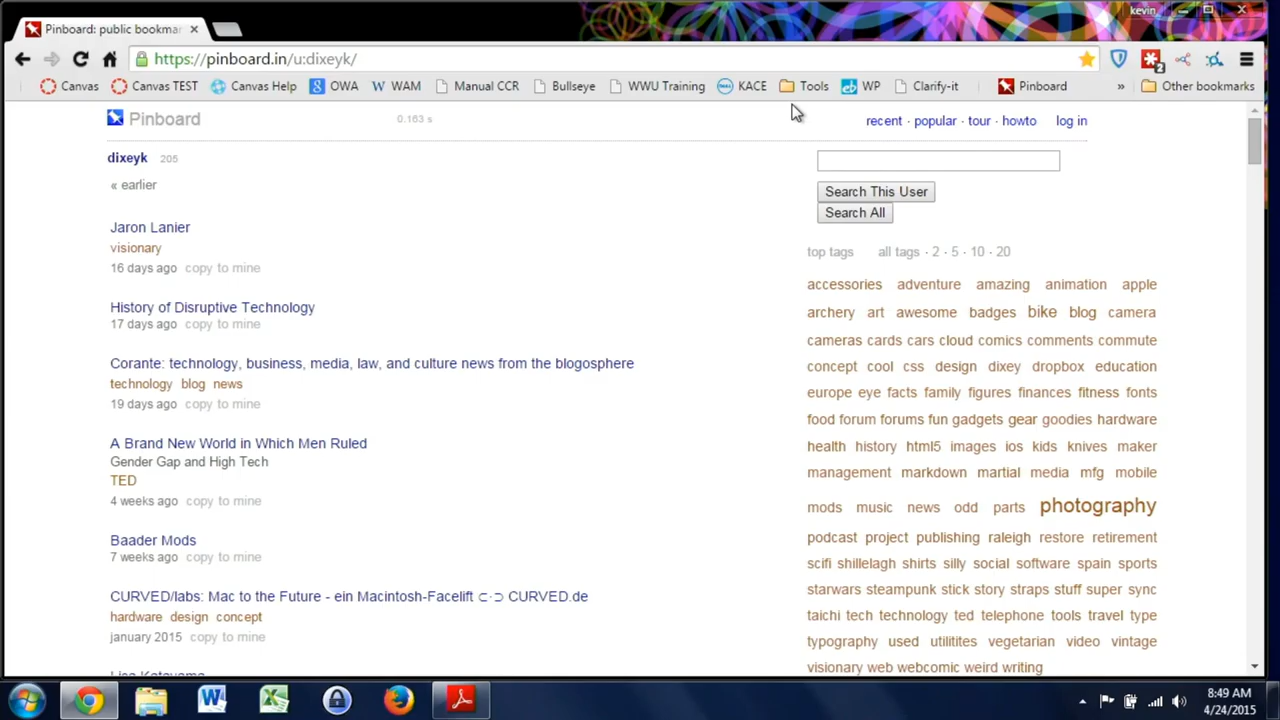 kevin
Pinboard: public bookmar
https://pinboard.in/u:dixeyk/
2
Canvas Canvas TEST Canvas Help OWA WAM Manual CCR Bullseye WWU Training KACE Tools WP Clarify-it Pinboard » Other bookmarks
Pinboard 0.163 s recent · popular · tour · howto log in
dixeyk 205
« earlier
Search This User
Search All
Jaron Lanier
visionary
16 days ago copy to mine
History of Disruptive Technology
17 days ago copy to mine
Corante: technology, business, media, law, and culture news from the blogosphere
technology blog news
19 days ago copy to mine
A Brand New World in Which Men Ruled
Gender Gap and High Tech
TED
4 weeks ago copy to mine
Baader Mods
7 weeks ago copy to mine
CURVED/labs: Mac to the Future - ein Macintosh-Facelift ⊂·⊃ CURVED.de
hardware design concept
january 2015 copy to mine
top tags all tags · 2 · 5 · 10 · 20
accessories adventure amazing animation apple
archery art awesome badges bike blog camera
cameras cards cars cloud comics comments commute
concept cool css design dixey dropbox education
europe eye facts family figures finances fitness fonts
food forum forums fun gadgets gear goodies hardware
health history html5 images ios kids knives maker
management markdown martial media mfg mobile
mods music news odd parts photography
podcast project publishing raleigh restore retirement
scifi shillelagh shirts silly social software spain sports
starwars steampunk stick story straps stuff super sync
taichi tech technology ted telephone tools travel type
typography used utilitites vegetarian video vintage
visionary web webcomic weird writing
8:49 AM
4/24/2015